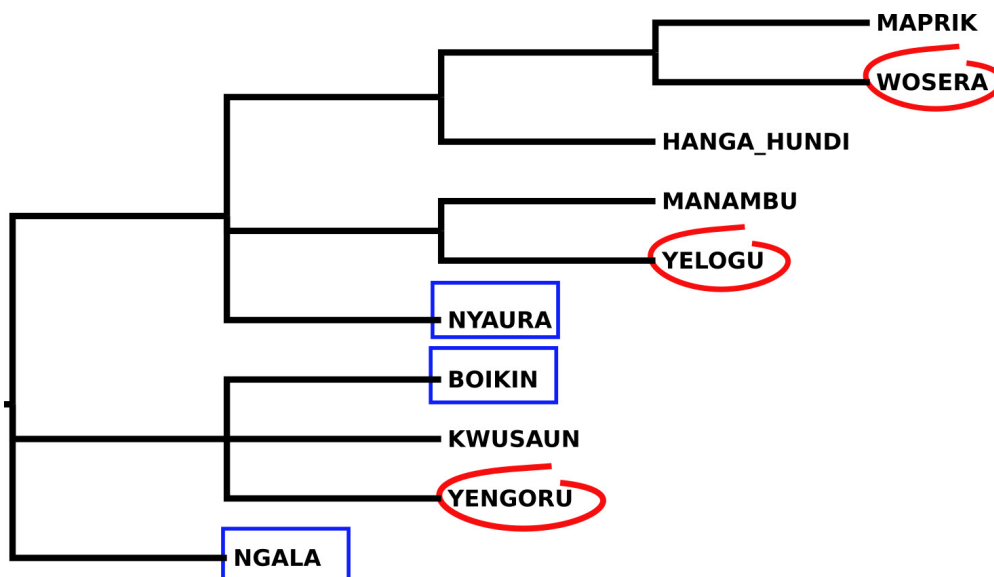 MAPRIK
WOSERA
HANGA_HUNDI
MANAMBU
YELOGU
NYAURA
BOIKIN
KWUSAUN
YENGORU
NGALA